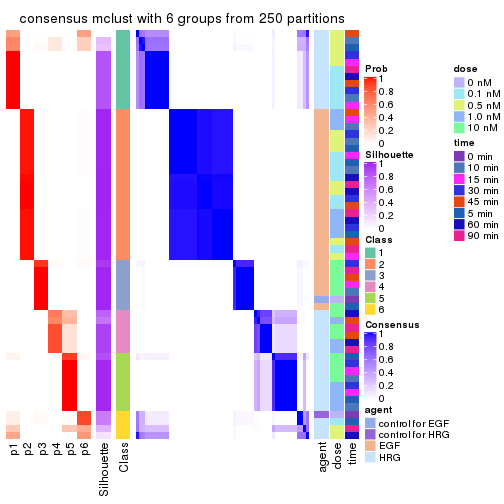 consensus mclust with 6 groups from 250 partitions
Prob
1
0.8
0.6
0.4
0.2
0
Silhouette
1
0.8
0.6
0.4
0.2
0
Class
1
2
3
4
5
6
Consensus
1
0.8
0.6
0.4
0.2
0
agent
control for EGF
control for HRG
EGF
HRG
dose
0 nM
0.1 nM
0.5 nM
1.0 nM
10 nM
time
0 min
10 min
15 min
30 min
45 min
5 min
60 min
90 min
p1
p2
p3
p4
p5
p6
Silhouette
Class
agent
dose
time